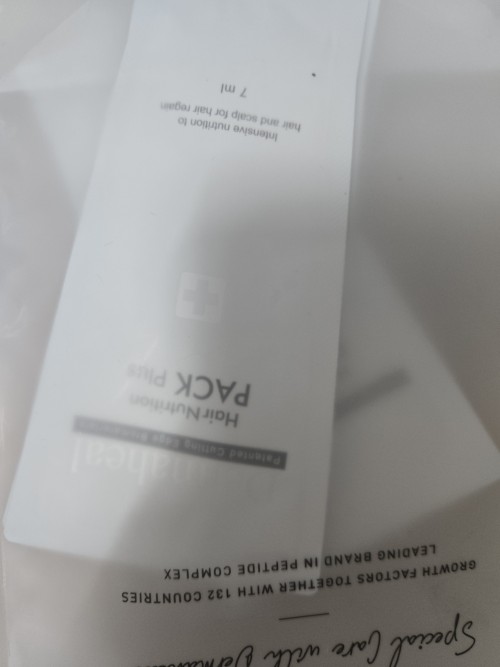 Special Care with
GROWTH FACTORS TOGETHER WITH 132 COUNTRIES
LEADING BRAND IN PEPTIDE COMPLEX
Patented Cutting Edge
Hair Nutrition
PACK Plus
Intensive nutrition to
hair and scalp for hair regain
7 ml